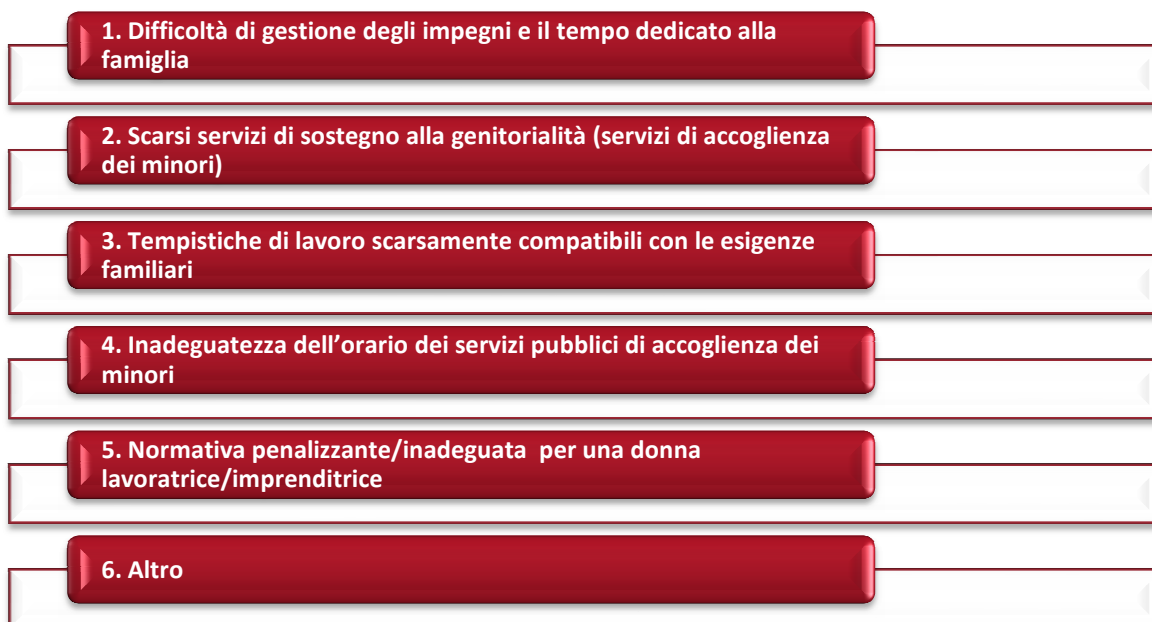 1. Difficoltà di gestione degli impegni e il tempo dedicato alla
famiglia
2. Scarsi servizi di sostegno alla genitorialità (servizi di accoglienza
dei minori)
3. Tempistiche di lavoro scarsamente compatibili con le esigenze
familiari
4. Inadeguatezza dell’orario dei servizi pubblici di accoglienza dei
minori
5. Normativa penalizzante/inadeguata  per una donna
lavoratrice/imprenditrice
6. Altro